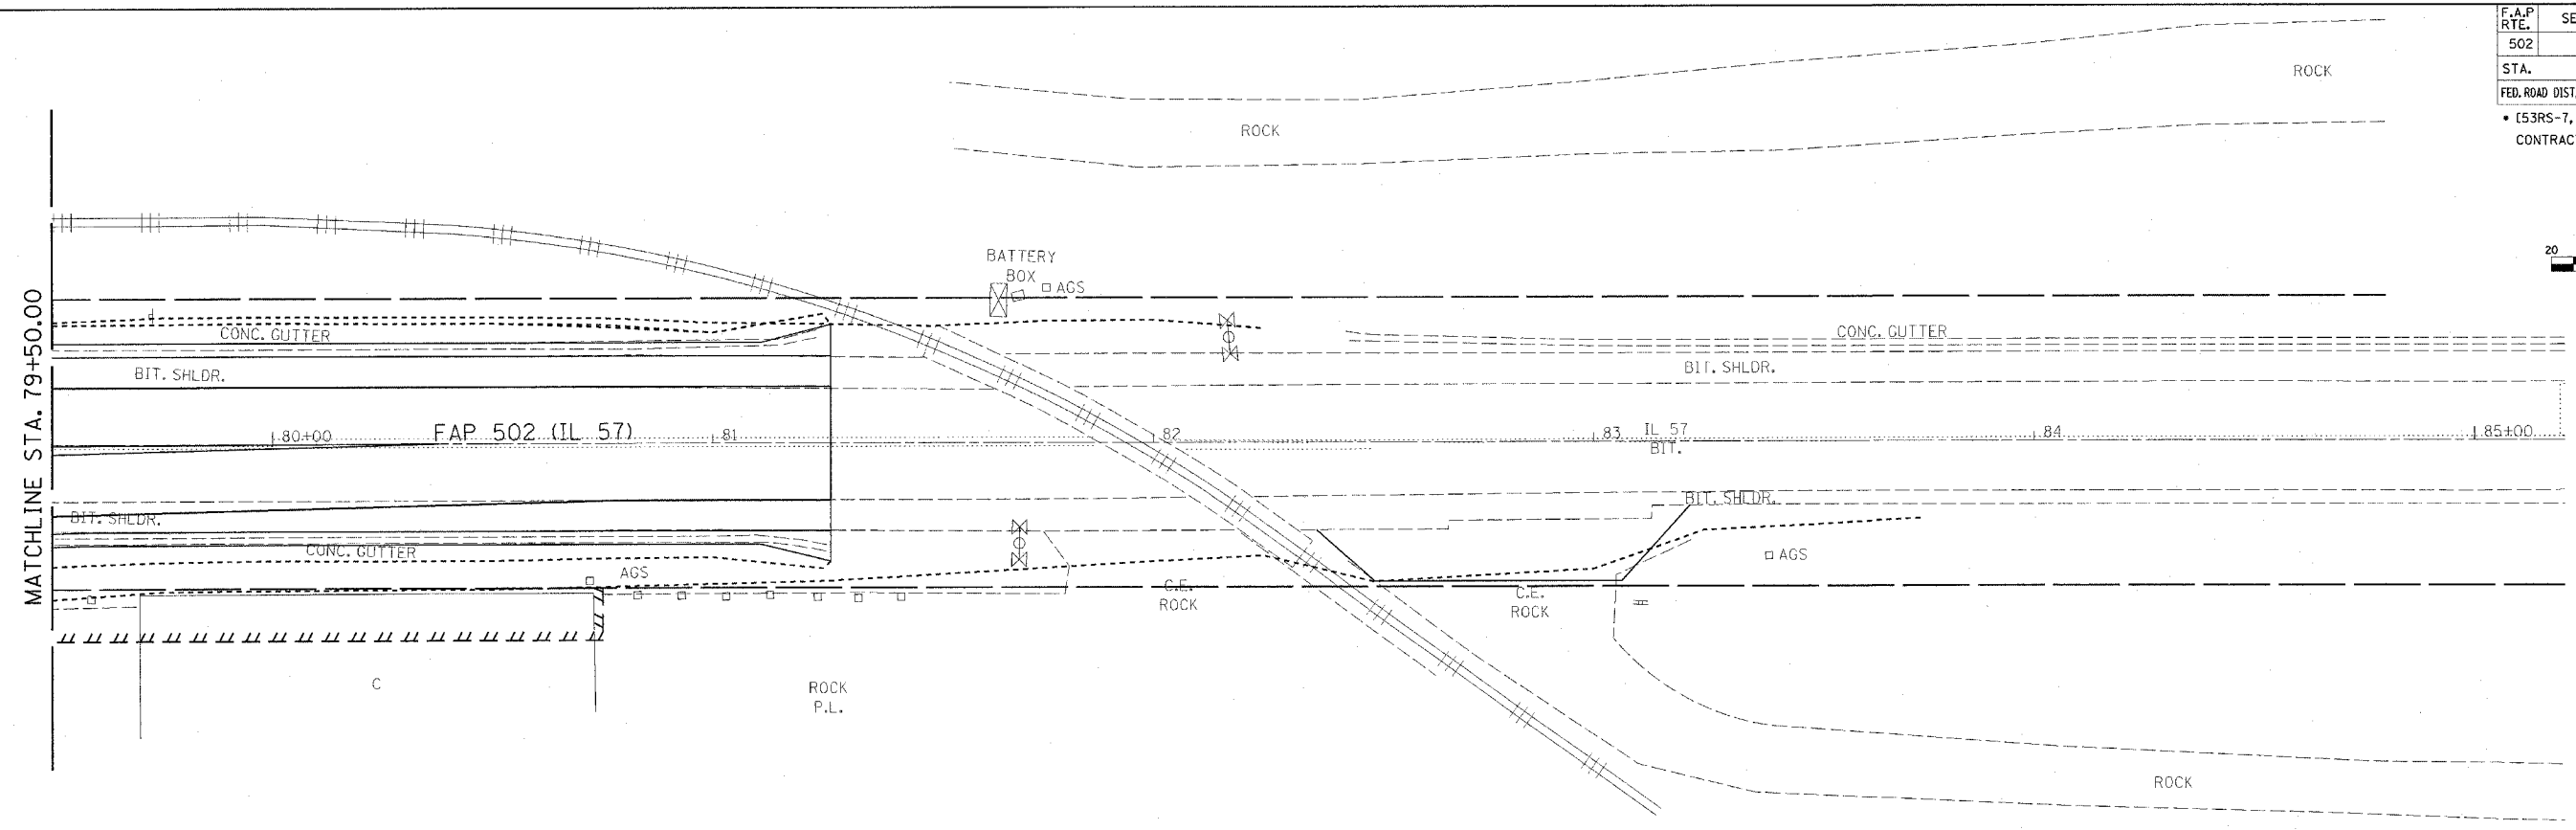 F.A.P
RTE.
SE
502
STA.
FED. ROAD DIST.
• [53RS-7,
CONTRAC
20
ROCK
ROCK
MATCHLINE STA. 79+50.00
BATTERY
BOX
AGS
CONC. GUTTER
CONC. GUTTER
BIT. SHLDR.
BIT. SHLDR.
80+00
FAP 502 (IL 57)
81
82
83
IL 57
BIT.
84
85+00
BIT. SHLDR.
BIT. SHLDR.
CONC. GUTTER
AGS
AGS
C.E.
ROCK
C.E.
ROCK
C
ROCK
P.L.
ROCK